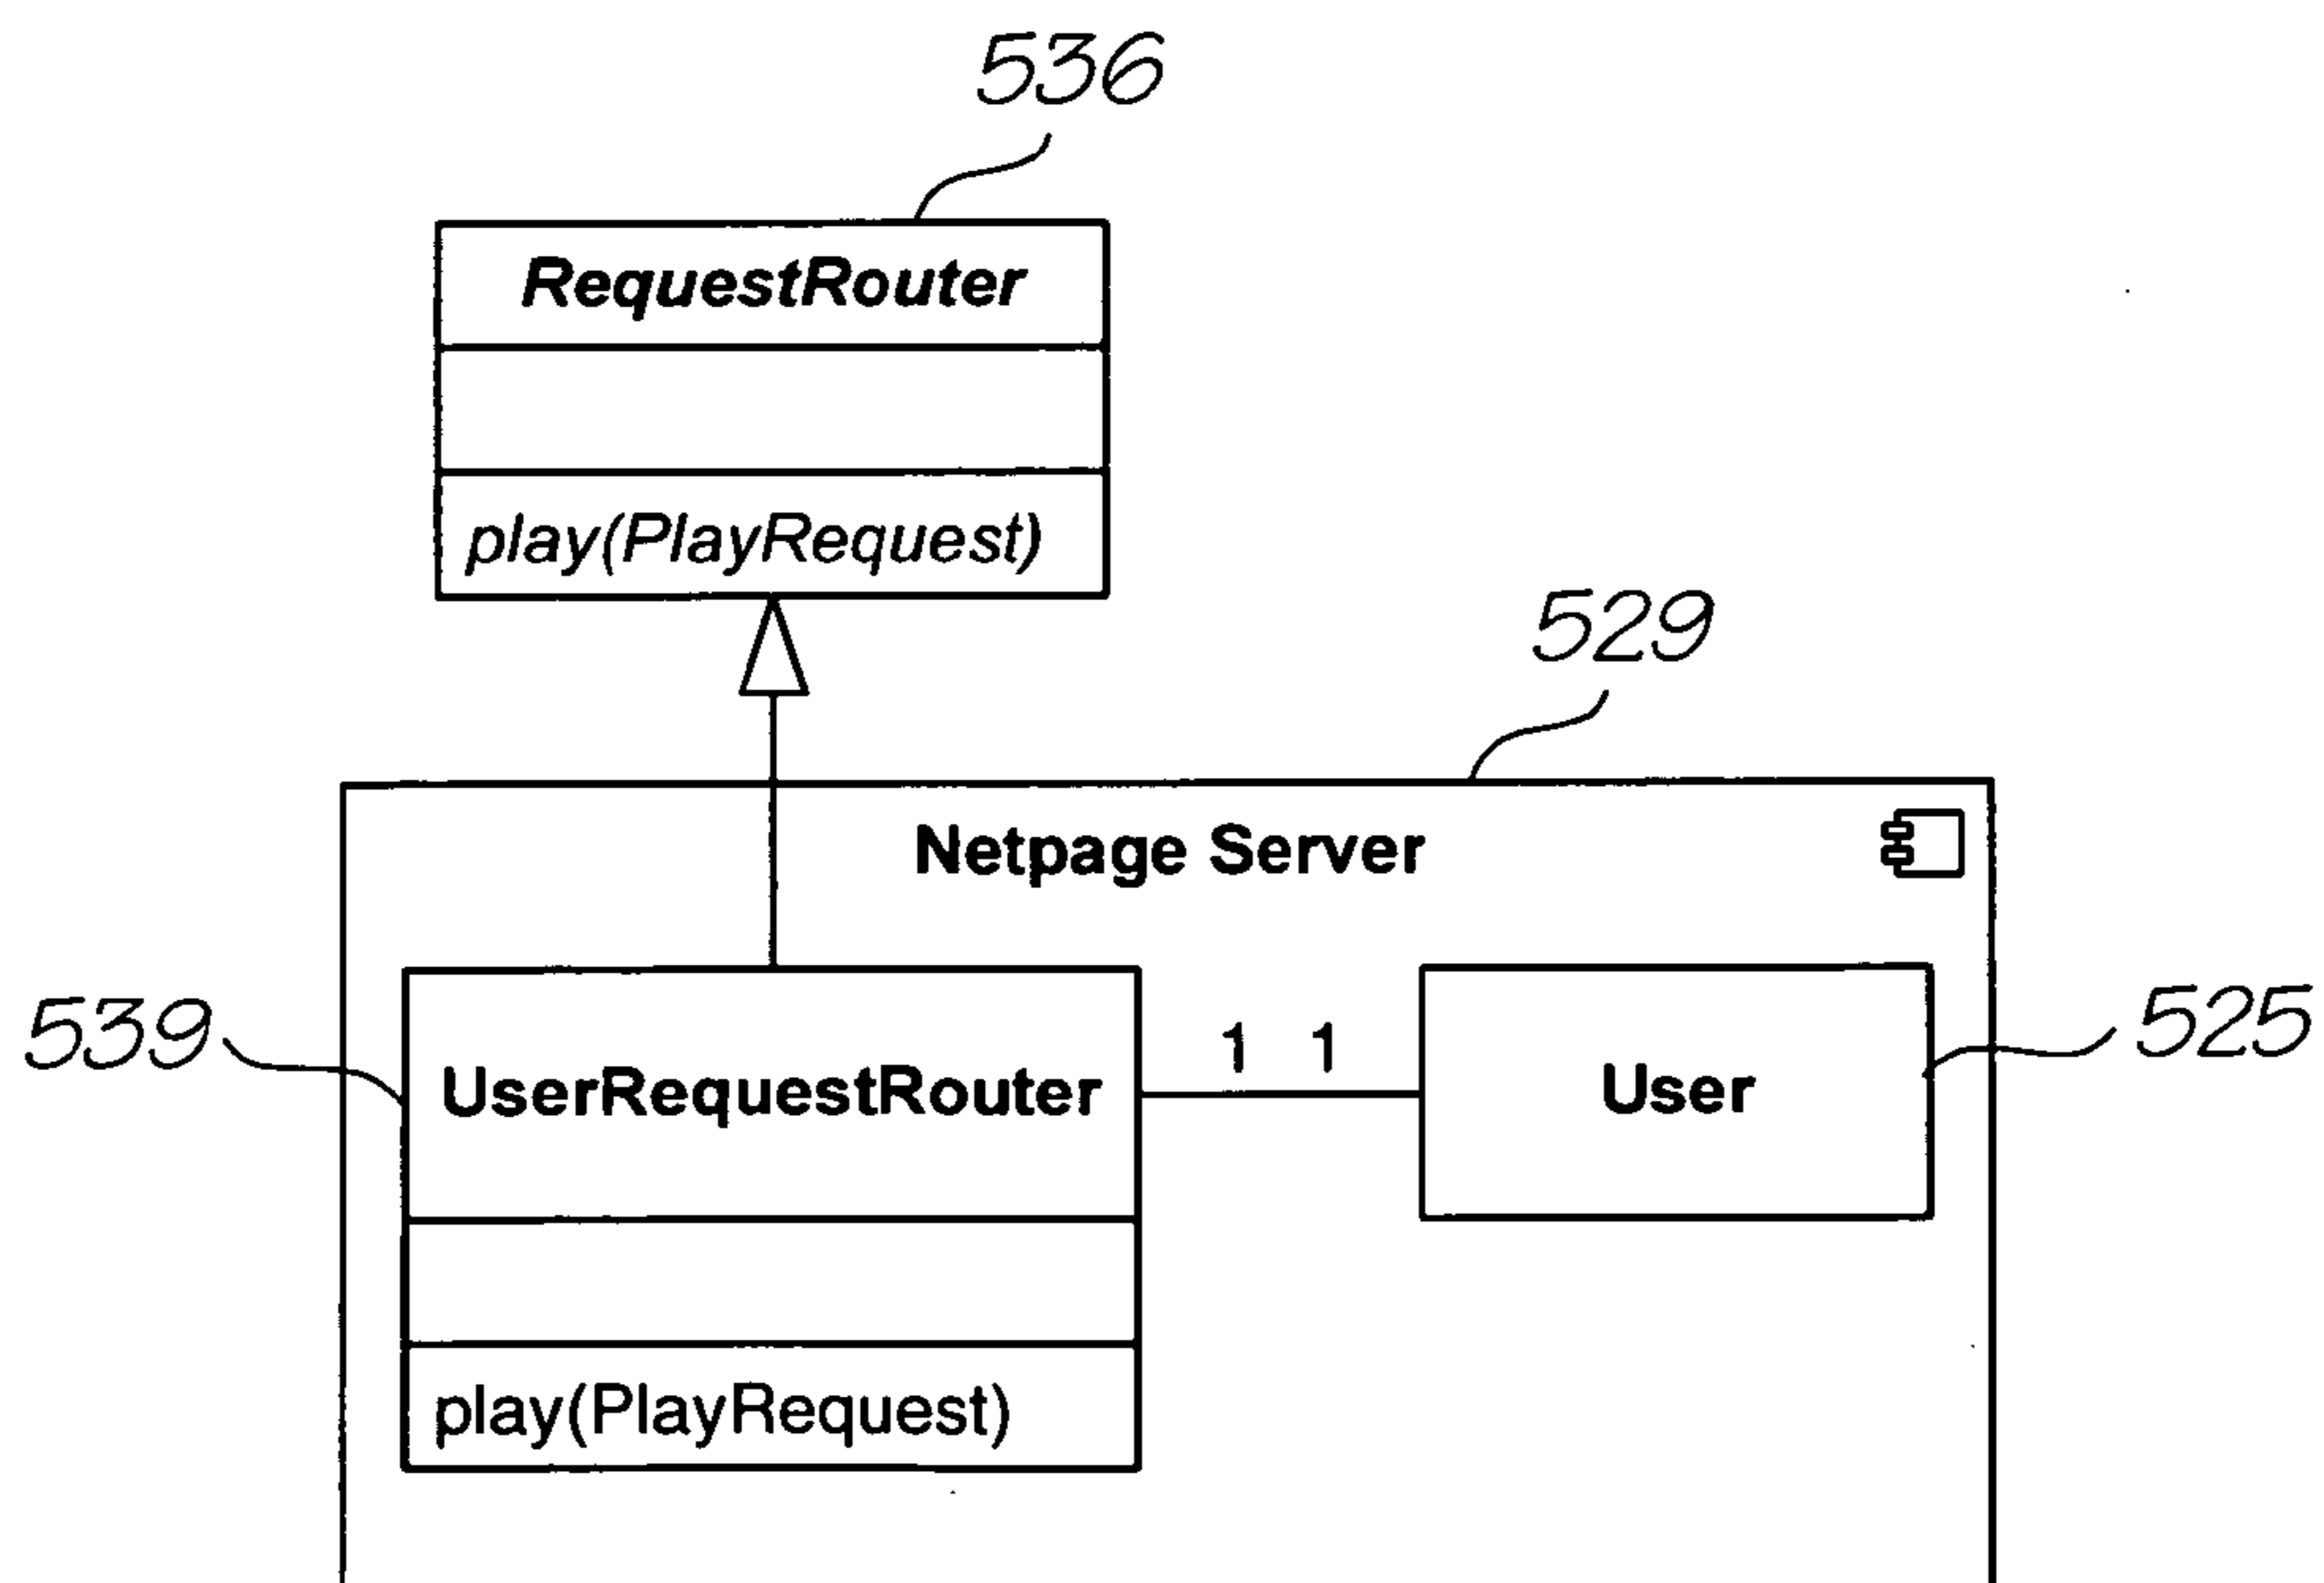 536
RequestRouter
play(PlayRequest)
529
Netpage Server
539
UserRequestRouter
1 1
User
525
play(PlayRequest)